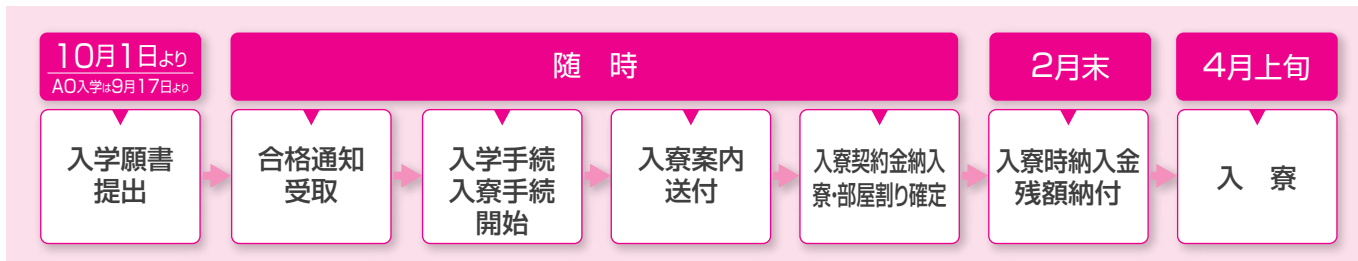 10月1日より
AO入学は9月17日より
随 時
2月末
4月上旬
入学願書
提出
合格通知
受取
入学手続
入寮手続
開始
入寮案内
送付
入寮契約金納入
寮・部屋割り確定
入寮時納入金
残額納付
入 寮